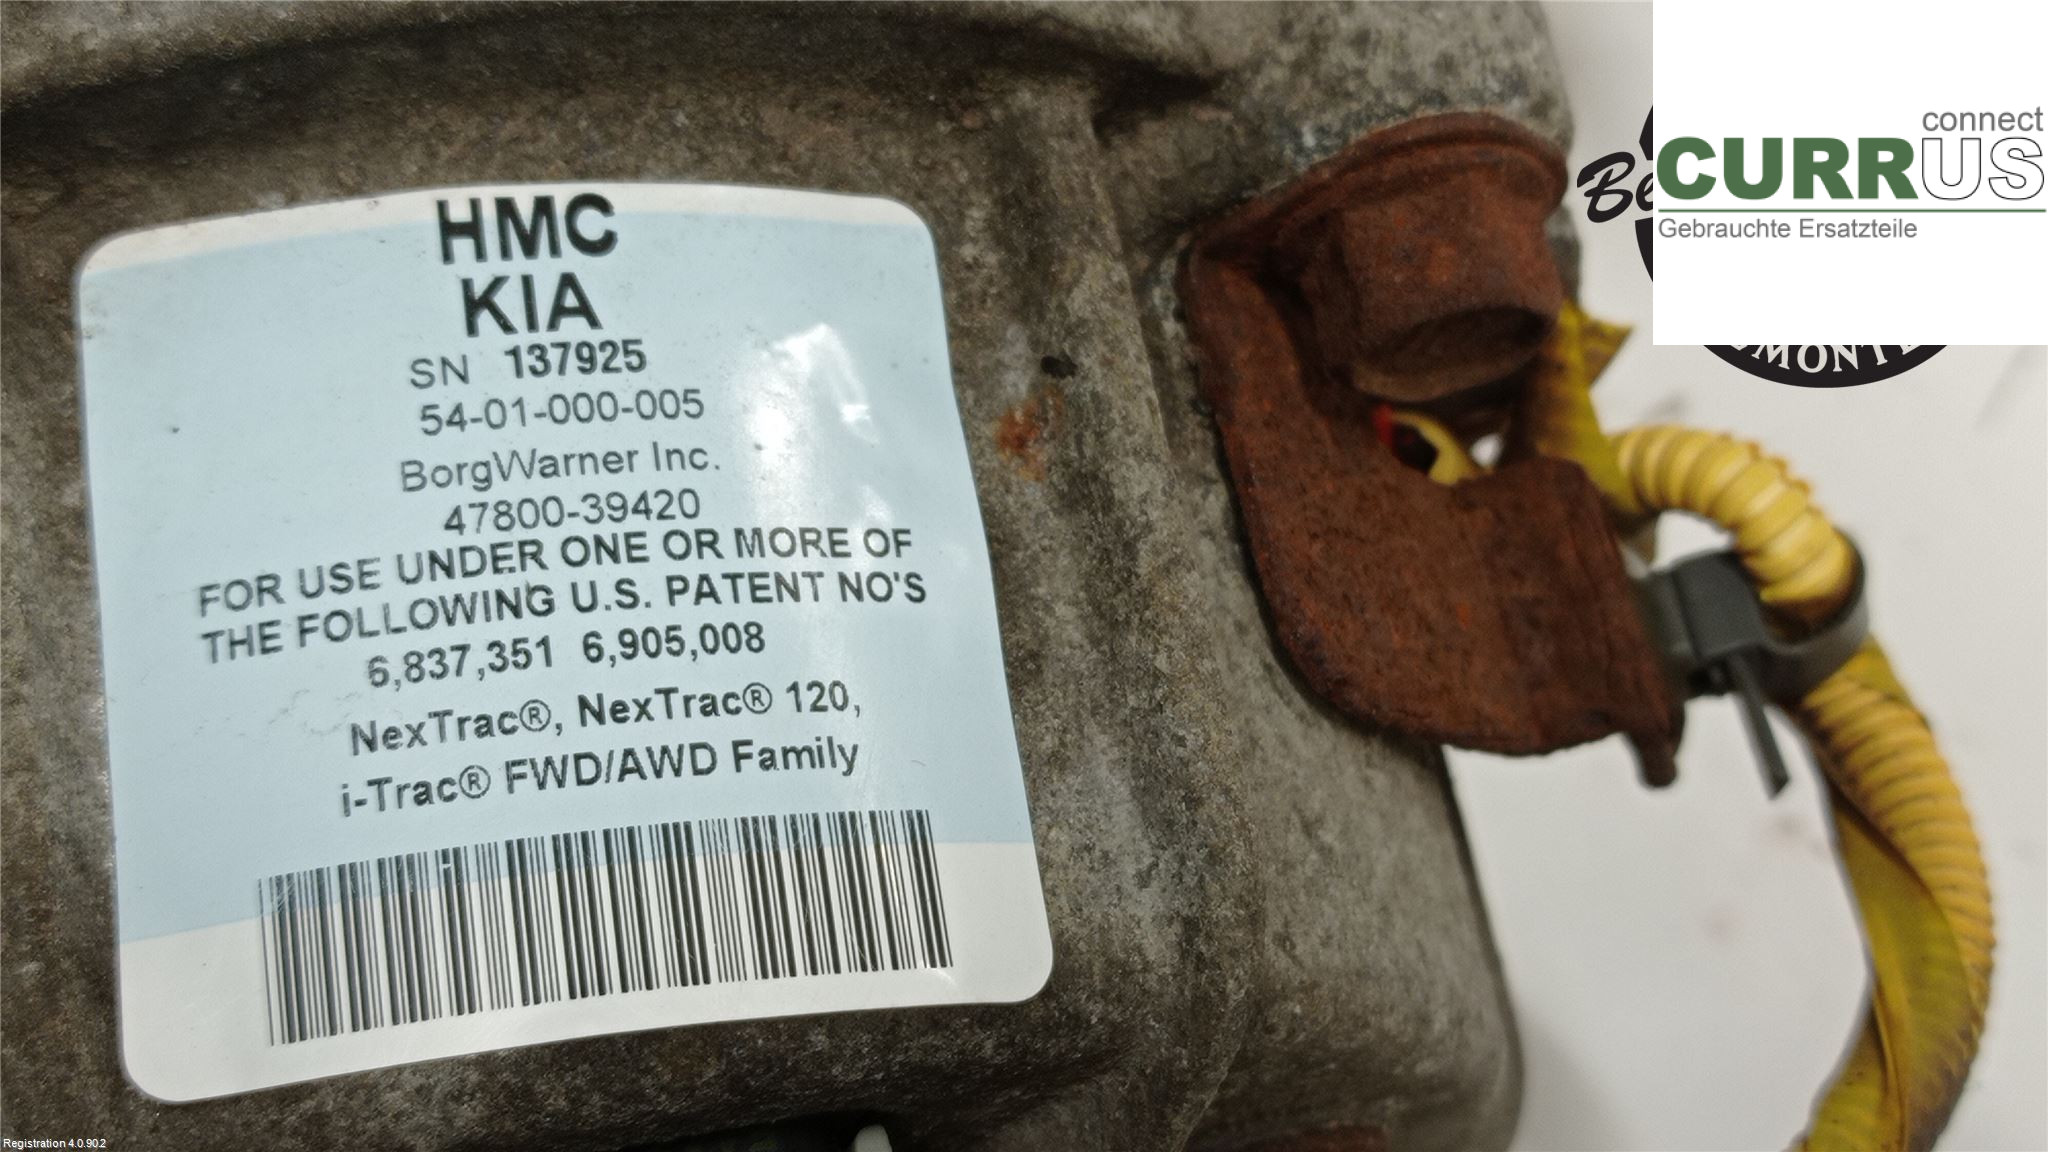 HMC
KIA
SN 137925
54-01-000-005
BorgWarner Inc.
47800-39420
FOR USE UNDER ONE OR MORE OF
THE FOLLOWING U.S. PATENT NO'S
6,837,351 6,905,008
NexTrac®, NexTrac® 120,
i-Trac® FWD/AWD Family
connect
CURRUS
Gebrauchte Ersatzteile
Registration 4.0.90.2